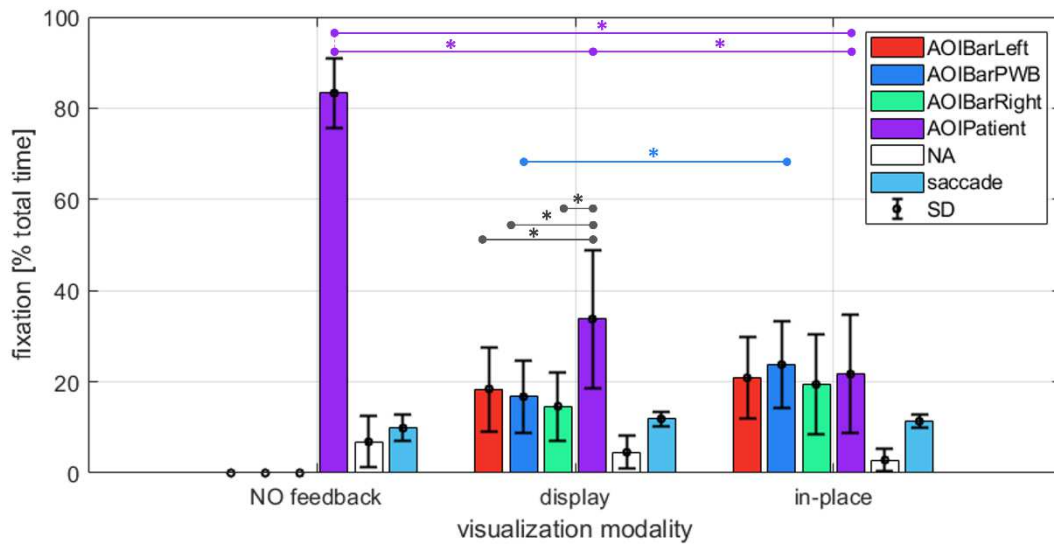 100
80
60
40
20
0
fixation [% total time]
*
*
*
*
*
*
*
AOIBarLeft
AOIBarPWB
AOIBarRight
AOIPatient
NA
saccade
SD
NO feedback
display
in-place
visualization modality